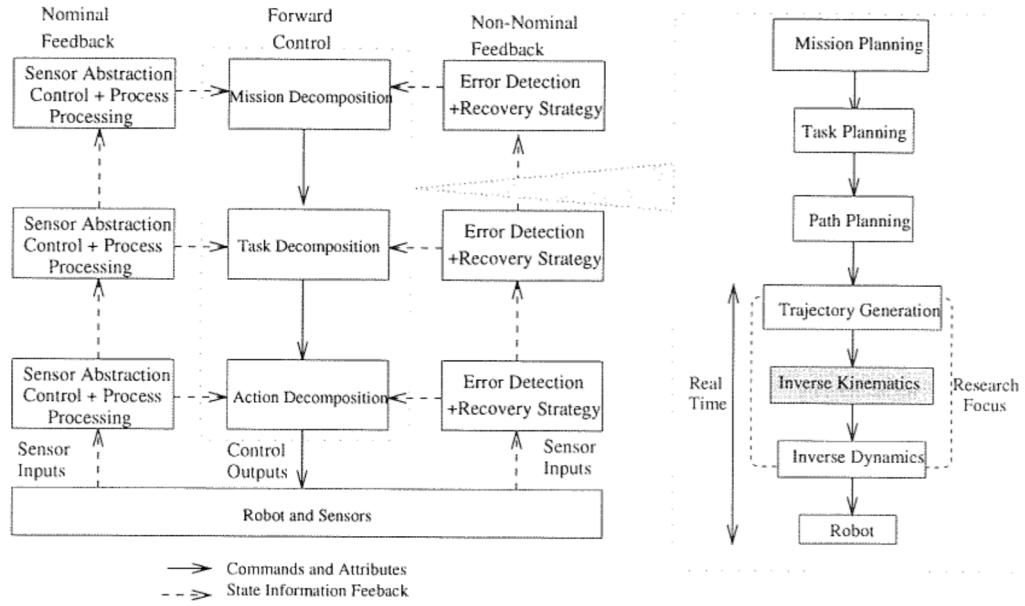 Nominal
Feedback
Forward
Control
Non-Nominal
Feedback
Sensor Abstraction
Control + Process
Processing
Mission Decomposition
Error Detection
+Recovery Strategy
Sensor Abstraction
Control + Process
Processing
Task Decomposition
Error Detection
+Recovery Strategy
Sensor Abstraction
Control + Process
Processing
Action Decomposition
Error Detection
+Recovery Strategy
Sensor
Inputs
Control
Outputs
Sensor
Inputs
Robot and Sensors
Commands and Attributes
State Information Feeback
Mission Planning
Task Planning
Path Planning
Trajectory Generation
Inverse Kinematics
Inverse Dynamics
Robot
Real
Time
Research
Focus